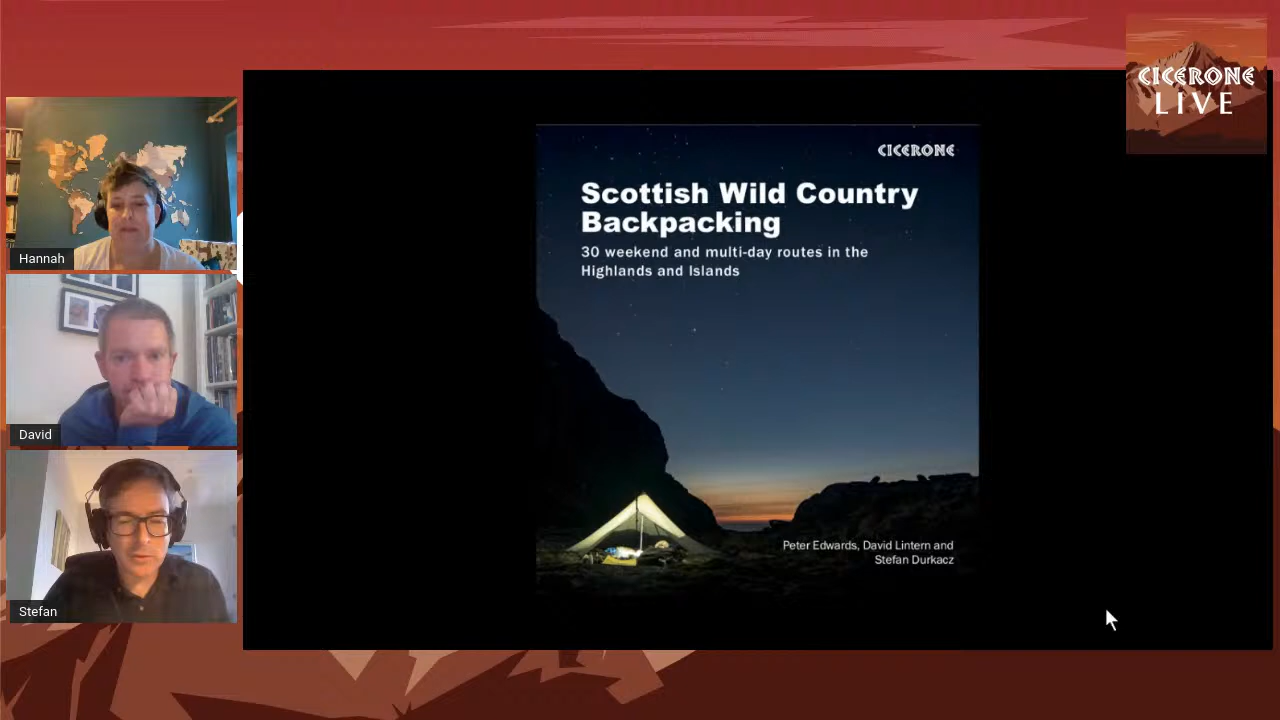 CICERONE
LIVE
Hannah
David
Stefan
CICERONE
Scottish Wild Country
Backpacking
30 weekend and multi-day routes in the
Highlands and Islands
Peter Edwards, David Lintern and
Stefan Durkacz